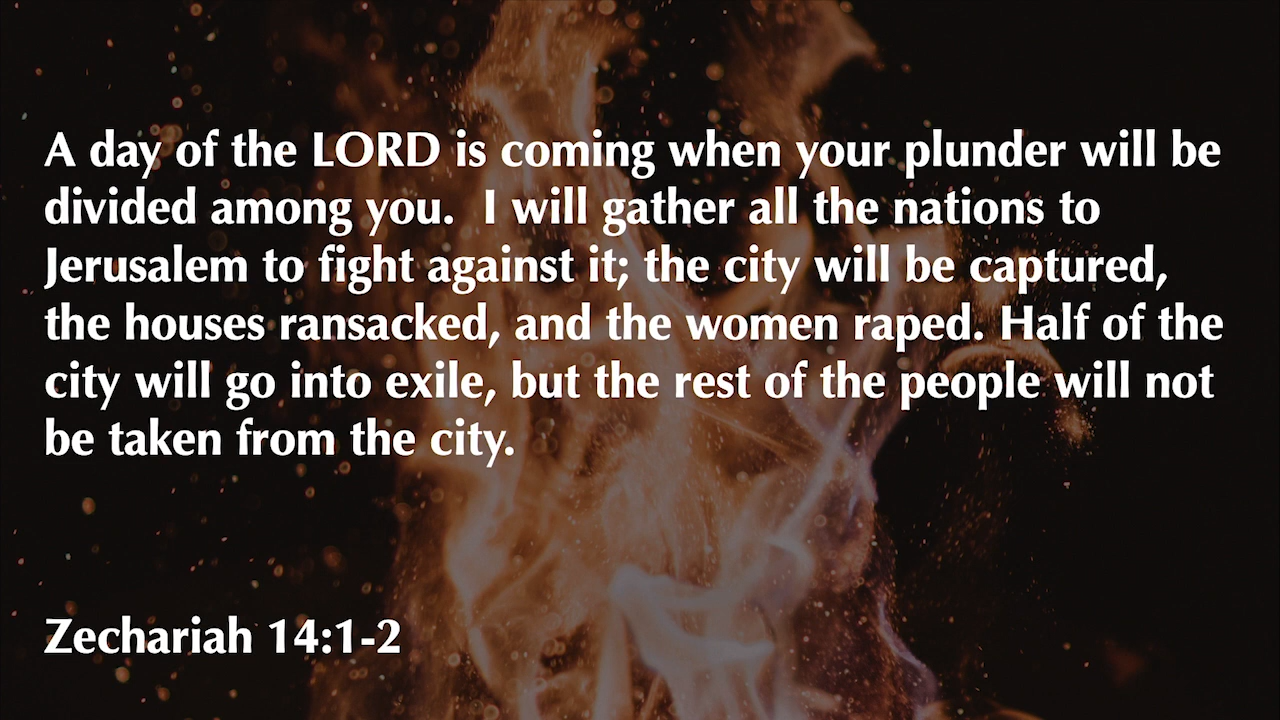 A day of the LORD is coming when your plunder will be
divided among you.  I will gather all the nations to
Jerusalem to fight against it; the city will be captured,
the houses ransacked, and the women raped. Half of the
city will go into exile, but the rest of the people will not
be taken from the city.
Zechariah 14:1-2